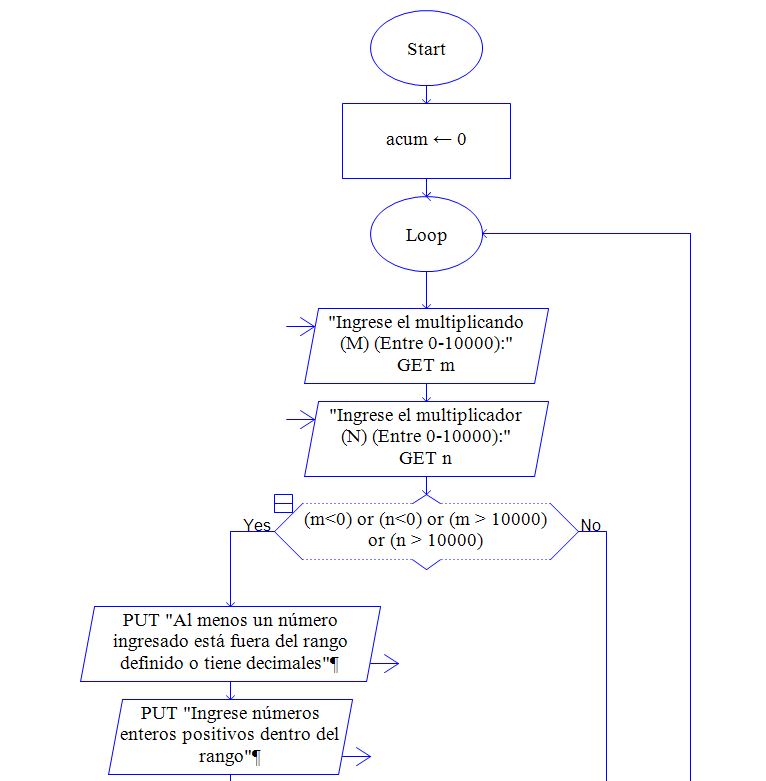 Start
acum ← 0
Loop
"Ingrese el multiplicando
(M) (Entre 0-10000):"
GET m
"Ingrese el multiplicador
(N) (Entre 0-10000):"
GET n
(m<0) or (n<0) or (m > 10000)
or (n > 10000)
Yes
No
PUT "Al menos un número
ingresado está fuera del rango
definido o tiene decimales"¶
PUT "Ingrese números
enteros positivos dentro del
rango"¶